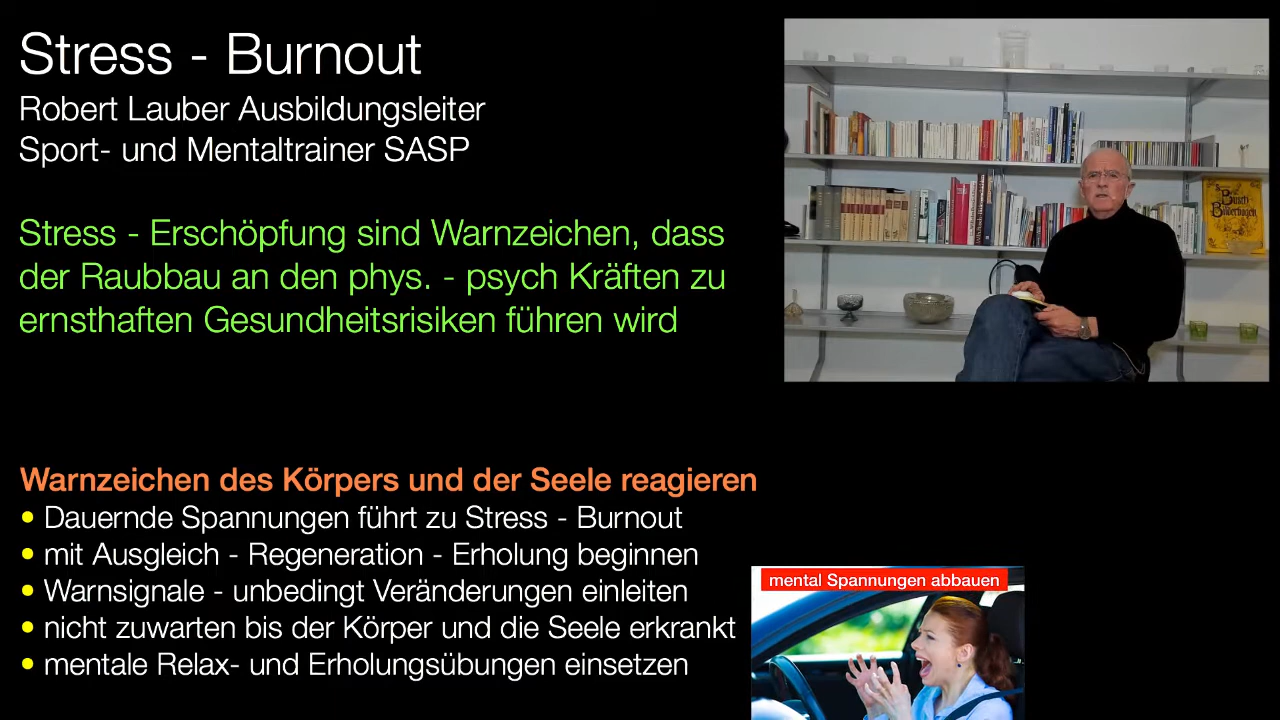 Stress - Burnout
Robert Lauber Ausbildungsleiter
Sport- und Mentaltrainer SASP
Stress - Erschöpfung sind Warnzeichen, dass
der Raubbau an den phys. - psych Kräften zu
ernsthaften Gesundheitsrisiken führen wird
Busch
Bilderbogen
Warnzeichen des Körpers und der Seele reagieren
• Dauernde Spannungen führt zu Stress - Burnout
• mit Ausgleich - Regeneration - Erholung beginnen
• Warnsignale - unbedingt Veränderungen einleiten
• nicht zuwarten bis der Körper und die Seele erkrankt
• mentale Relax- und Erholungsübungen einsetzen
mental Spannungen abbauen